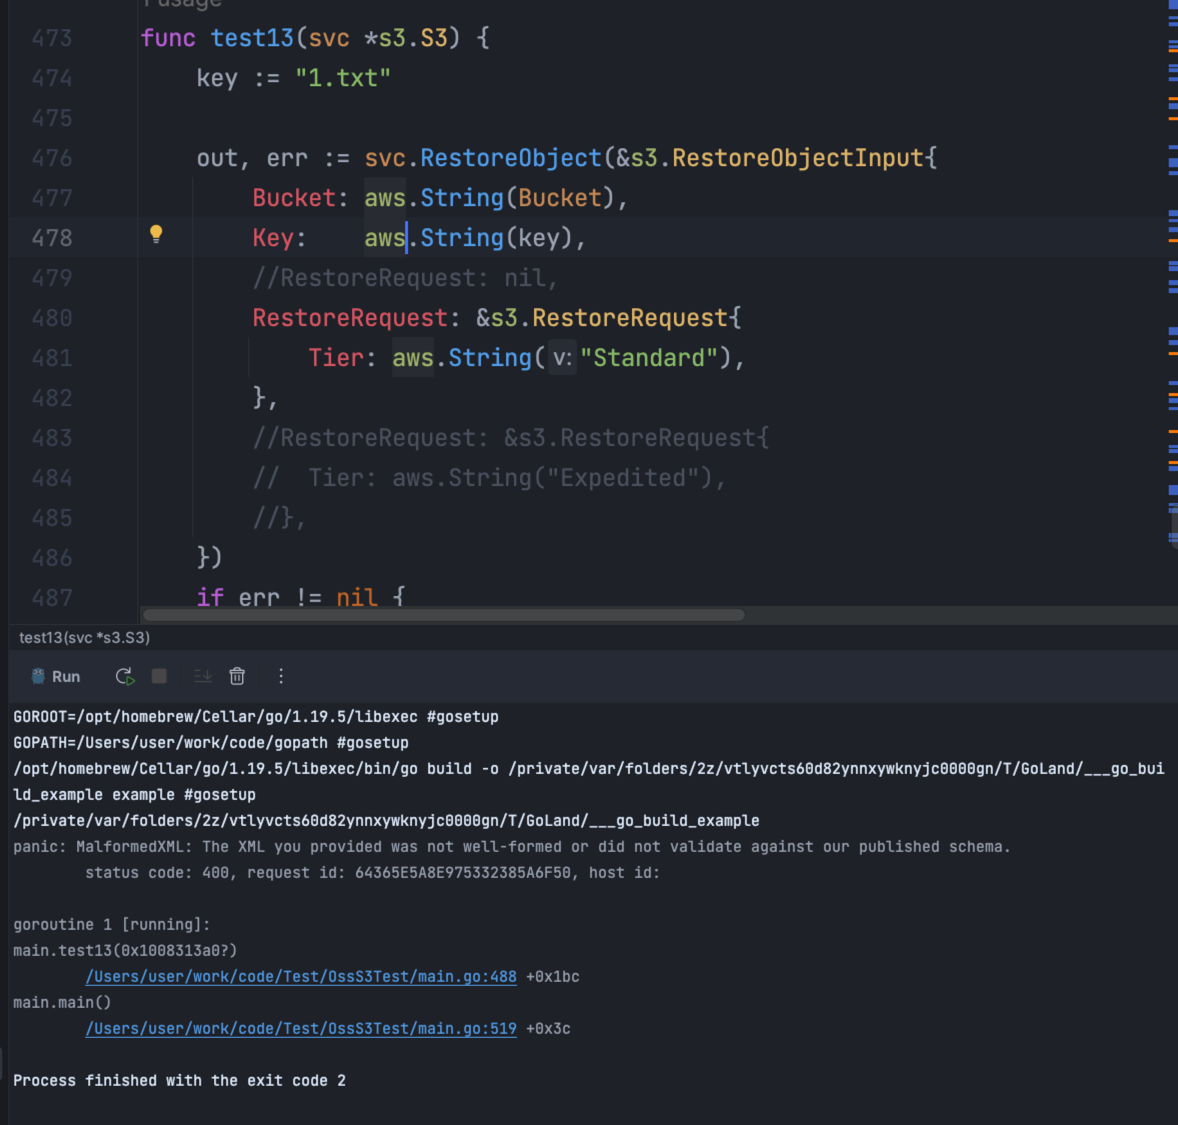 1 usage
473 func test13(svc *s3.S3) {
474 key := "1.txt"
475
476 out, err := svc.RestoreObject(&s3.RestoreObjectInput{
477 Bucket: aws.String(Bucket),
478 Key:    aws.String(key),
479 //RestoreRequest: nil,
480 RestoreRequest: &s3.RestoreRequest{
481 Tier: aws.String( v: "Standard"),
482 },
483 //RestoreRequest: &s3.RestoreRequest{
484 //  Tier: aws.String("Expedited"),
485 //},
486 })
487 if err != nil {
test13(svc *s3.S3)
Run
GOROOT=/opt/homebrew/Cellar/go/1.19.5/libexec #gosetup
GOPATH=/Users/user/work/code/gopath #gosetup
/opt/homebrew/Cellar/go/1.19.5/libexec/bin/go build -o /private/var/folders/2z/vtlyvcts60d82ynnxywknyjc0000gn/T/GoLand/___go_bui
ld_example example #gosetup
/private/var/folders/2z/vtlyvcts60d82ynnxywknyjc0000gn/T/GoLand/___go_build_example
panic: MalformedXML: The XML you provided was not well-formed or did not validate against our published schema.
status code: 400, request id: 64365E5A8E975332385A6F50, host id:
goroutine 1 [running]:
main.test13(0x1008313a0?)
/Users/user/work/code/Test/OssS3Test/main.go:488 +0x1bc
main.main()
/Users/user/work/code/Test/OssS3Test/main.go:519 +0x3c
Process finished with the exit code 2